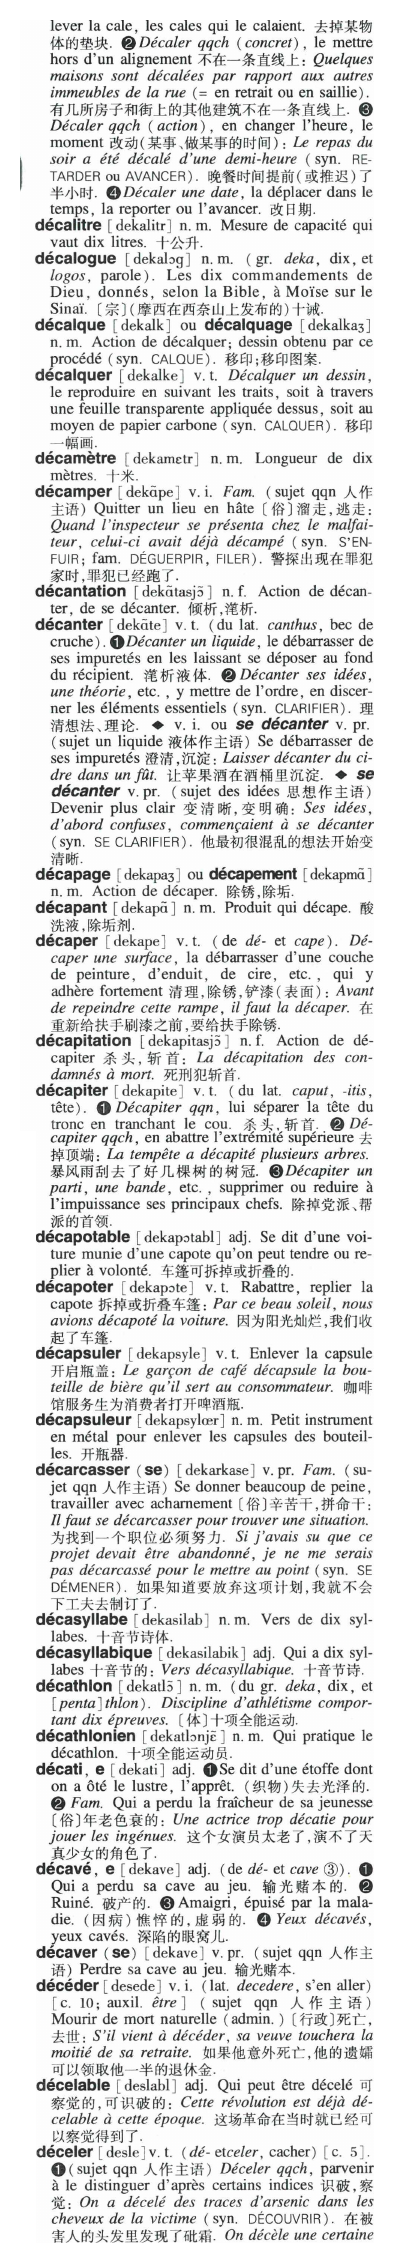 lever la cale, les cales qui le calaient. 去掉某物
体的垫块. ❷ Décaler qqch (concret), le mettre
hors d'un alignement 不在一条直线上: Quelques
maisons sont décalées par rapport aux autres
immeubles de la rue (= en retrait ou en saillie).
有几所房子和街上的其他建筑不在一条直线上. ❸
Décaler qqch (action), en changer l'heure, le
moment 改动(某事、做某事的时间): Le repas du
soir a été décalé d'une demi-heure (syn. RE-
TARDER ou AVANCER). 晚餐时间提前(或推迟)了
半小时. ❹ Décaler une date, la déplacer dans le
temps, la reporter ou l'avancer. 改日期.
décalitre [dekalitr] n. m. Mesure de capacité qui
vaut dix litres. 十公升.
décalogue [dekalɔg] n. m. (gr. deka, dix, et
logos, parole). Les dix commandements de
Dieu, donnés, selon la Bible, à Moïse sur le
Sinaï. 〔宗〕(摩西在西奈山上发布的)十诫.
décalque [dekalk] ou décalquage [dekalkaʒ]
n. m. Action de décalquer; dessin obtenu par ce
procédé (syn. CALQUE). 移印;移印图案.
décalquer [dekalke] v. t. Décalquer un dessin,
le reproduire en suivant les traits, soit à travers
une feuille transparente appliquée dessus, soit au
moyen de papier carbone (syn. CALQUER). 移印
一幅画.
décamètre [dekamɛtr] n. m. Longueur de dix
mètres. 十米.
décamper [dekãpe] v. i. Fam. (sujet qqn 人作
主语) Quitter un lieu en hâte 〔俗〕溜走,逃走:
Quand l'inspecteur se présenta chez le malfai-
teur, celui-ci avait déjà décampé (syn. S'EN-
FUIR; fam. DÉGUERPIR, FILER). 警探出现在罪犯
家时,罪犯已经跑了.
décantation [dekãtasjɔ̃] n. f. Action de décan-
ter, de se décanter. 倾析,滗析.
décanter [dekãte] v. t. (du lat. canthus, bec de
cruche). ❶ Décanter un liquide, le débarrasser de
ses impuretés en les laissant se déposer au fond
du récipient. 滗析液体. ❷ Décanter ses idées,
une théorie, etc., y mettre de l'ordre, en discer-
ner les éléments essentiels (syn. CLARIFIER). 理
清想法、理论. ◆ v. i. ou se décanter v. pr.
(sujet un liquide 液体作主语) Se débarrasser de
ses impuretés 澄清,沉淀: Laisser décanter du ci-
dre dans un fût. 让苹果酒在酒桶里沉淀. ◆ se
décanter v. pr. (sujet des idées 思想作主语)
Devenir plus clair 变清晰,变明确: Ses idées,
d'abord confuses, commençaient à se décanter
(syn. SE CLARIFIER). 他最初很混乱的想法开始变
清晰.
décapage [dekapaʒ] ou décapement [dekapmã]
n. m. Action de décaper. 除锈,除垢.
décapant [dekapã] n. m. Produit qui décape. 酸
洗液,除垢剂.
décaper [dekape] v. t. (de dé- et cape). Dé-
caper une surface, la débarrasser d'une couche
de peinture, d'enduit, de cire, etc., qui y
adhère fortement 清理,除锈,铲漆(表面): Avant
de repeindre cette rampe, il faut la décaper. 在
重新给扶手刷漆之前,要给扶手除锈.
décapitation [dekapitasjɔ̃] n. f. Action de dé-
capiter 杀头,斩首: La décapitation des con-
damnés à mort. 死刑犯斩首.
décapiter [dekapite] v. t. (du lat. caput, -itis,
tête). ❶ Décapiter qqn, lui séparer la tête du
tronc en tranchant le cou. 杀头,斩首. ❷ Dé-
capiter qqch, en abattre l'extrémité supérieure 去
掉顶端: La tempête a décapité plusieurs arbres.
暴风雨刮去了好几棵树的树冠. ❸ Décapiter un
parti, une bande, etc., supprimer ou reduire à
l'impuissance ses principaux chefs. 除掉党派、帮
派的首领.
décapotable [dekapɔtabl] adj. Se dit d'une voi-
ture munie d'une capote qu'on peut tendre ou re-
plier à volonté. 车篷可拆掉或折叠的.
décapoter [dekapɔte] v. t. Rabattre, replier la
capote 拆掉或折叠车篷: Par ce beau soleil, nous
avions décapoté la voiture. 因为阳光灿烂,我们收
起了车篷.
décapsuler [dekapsyle] v. t. Enlever la capsule
开启瓶盖: Le garçon de café décapsule la bou-
teille de bière qu'il sert au consommateur. 咖啡
馆服务生为消费者打开啤酒瓶.
décapsuleur [dekapsylœr] n. m. Petit instrument
en métal pour enlever les capsules des bouteil-
les. 开瓶器.
décarcasser (se) [dekarkase] v. pr. Fam. (su-
jet qqn 人作主语) Se donner beaucoup de peine,
travailler avec acharnement 〔俗〕辛苦干,拼命干:
Il faut se décarcasser pour trouver une situation.
为找到一个职位必须努力. Si j'avais su que ce
projet devait être abandonné, je ne me serais
pas décarcassé pour le mettre au point (syn. SE
DÉMENER). 如果知道要放弃这项计划,我就不会
下工夫去制订了.
décasyllabe [dekasilab] n. m. Vers de dix syl-
labes. 十音节诗体.
décasyllabique [dekasilabik] adj. Qui a dix syl-
labes 十音节的: Vers décasyllabique. 十音节诗.
décathlon [dekatlɔ̃] n. m. (du gr. deka, dix, et
[penta]thlon). Discipline d'athlétisme compor-
tant dix épreuves. 〔体〕十项全能运动.
décathlonien [dekatlɔnjɛ̃] n. m. Qui pratique le
décathlon. 十项全能运动员.
décati, e [dekati] adj. ❶ Se dit d'une étoffe dont
on a ôté le lustre, l'apprêt. (织物)失去光泽的.
❷ Fam. Qui a perdu la fraîcheur de sa jeunesse
〔俗〕年老色衰的: Une actrice trop décatie pour
jouer les ingénues. 这个女演员太老了,演不了天
真少女的角色了.
décavé, e [dekave] adj. (de dé- et cave ③). ❶
Qui a perdu sa cave au jeu. 输光赌本的. ❷
Ruiné. 破产的. ❸ Amaigri, épuisé par la mala-
die. (因病)憔悴的,虚弱的. ❹ Yeux décavés,
yeux cavés. 深陷的眼窝儿.
décaver (se) [dekave] v. pr. (sujet qqn 人作主
语) Perdre sa cave au jeu. 输光赌本.
décéder [desede] v. i. (lat. decedere, s'en aller)
[c. 10; auxil. être] (sujet qqn 人作主语)
Mourir de mort naturelle (admin.) 〔行政〕死亡,
去世: S'il vient à décéder, sa veuve touchera la
moitié de sa retraite. 如果他意外死亡,他的遗孀
可以领取他一半的退休金.
décelable [deslabl] adj. Qui peut être décelé 可
察觉的,可识破的: Cette révolution est déjà dé-
celable à cette époque. 这场革命在当时就已经可
以察觉得到了.
déceler [desle] v. t. (dé- etceler, cacher) [c. 5].
❶ (sujet qqn 人作主语) Déceler qqch, parvenir
à le distinguer d'après certains indices 识破,察
觉: On a décelé des traces d'arsenic dans les
cheveux de la victime (syn. DÉCOUVRIR). 在被
害人的头发里发现了砒霜. On décèle une certaine